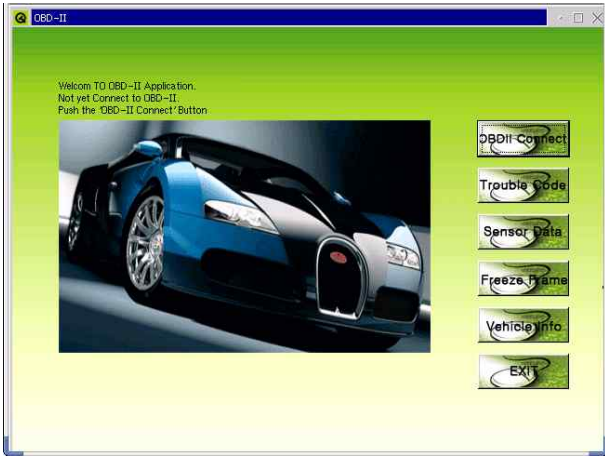 OBD-II
Welcom TO OBD-II Application.
Not yet Connect to OBD-II.
Push the 'OBD-II Connect' Button
OBDII Connect
Trouble Code
Sensor Data
Freeze Frame
Vehicle Info
EXIT